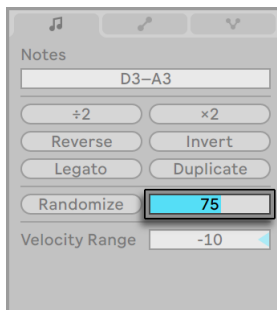 Notes
D3–A3
÷2 ×2
Reverse Invert
Legato Duplicate
Randomize 75
Velocity Range -10